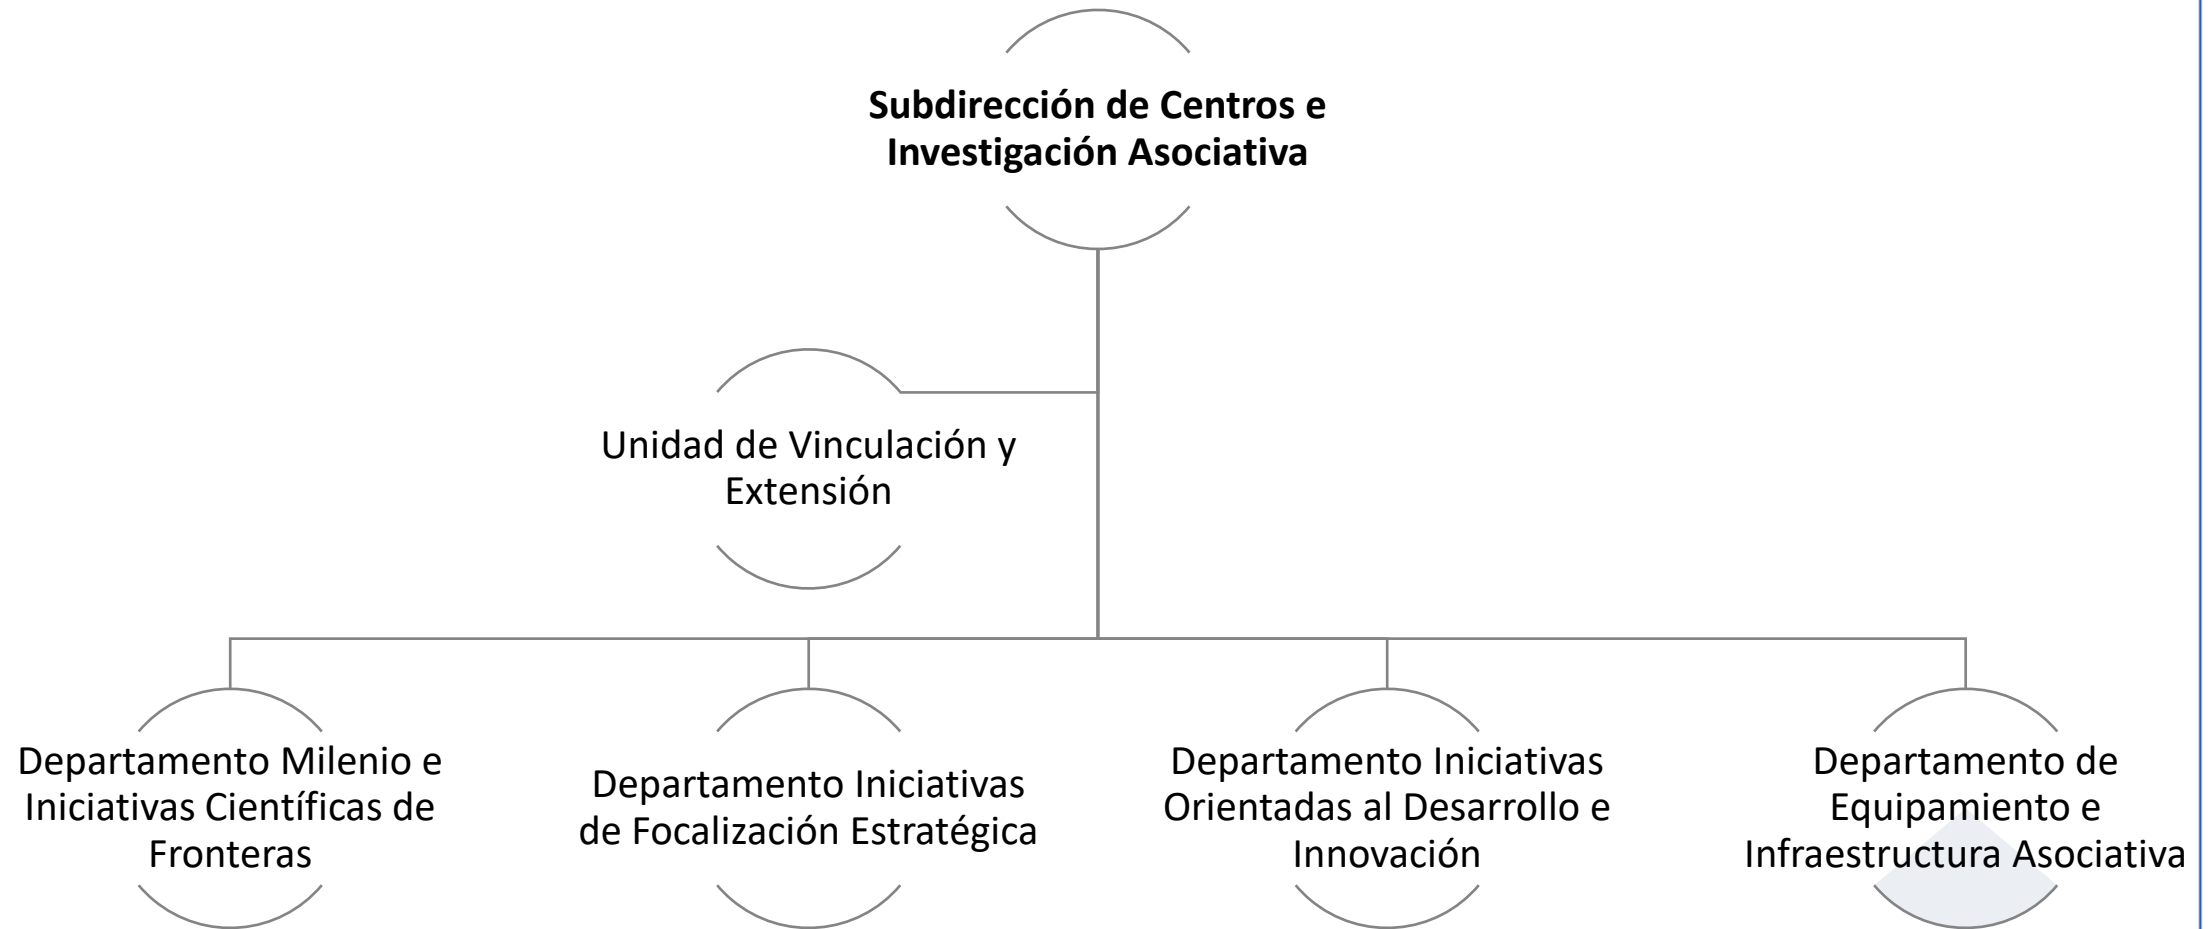 Subdirección de Centros e
Investigación Asociativa
Unidad de Vinculación y
Extensión
Departamento Milenio e
Iniciativas Científicas de
Fronteras
Departamento Iniciativas
de Focalización Estratégica
Departamento Iniciativas
Orientadas al Desarrollo e
Innovación
Departamento de
Equipamiento e
Infraestructura Asociativa